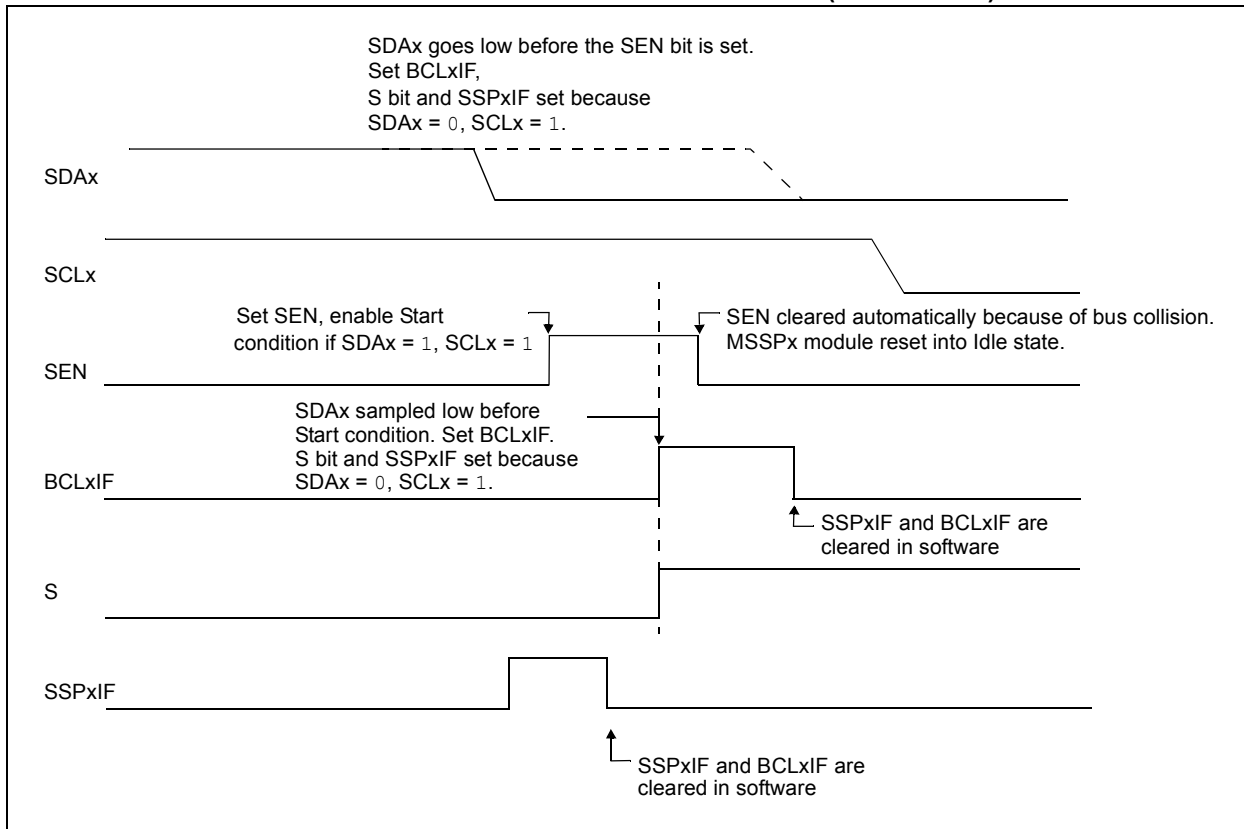 SDAx goes low before the SEN bit is set.
Set BCLxIF,
S bit and SSPxIF set because
SDAx = 0, SCLx = 1.
SDAx
SCLx
Set SEN, enable Start
condition if SDAx = 1, SCLx = 1
SEN cleared automatically because of bus collision.
MSSPx module reset into Idle state.
SEN
SDAx sampled low before
Start condition. Set BCLxIF.
S bit and SSPxIF set because
SDAx = 0, SCLx = 1.
BCLxIF
SSPxIF and BCLxIF are
cleared in software
S
SSPxIF
SSPxIF and BCLxIF are
cleared in software